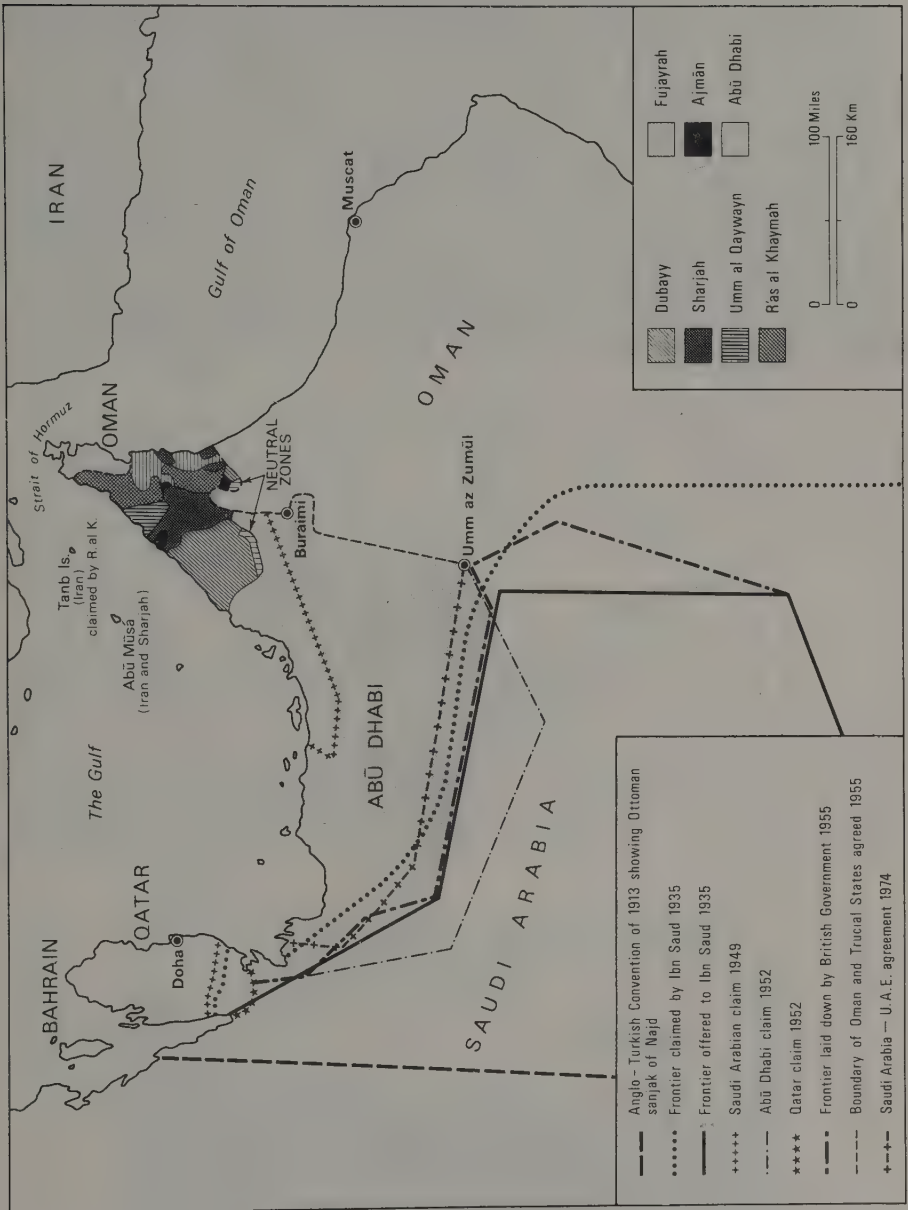 IRAN
Strait of Hormuz
OMAN
Gulf of Oman
Muscat
Tanb Is.
(Iran)
claimed by R.al K.
Abū Mūsá
(Iran and Sharjah)
The Gulf
BAHRAIN
QATAR
Doha
NEUTRAL
ZONES
Buraimi
ABŪ DHABI
OMAN
Umm az Zumūl
SAUDI ARABIA
Anglo-Turkish Convention of 1913 showing Ottoman
sanjak of Najd
Frontier claimed by Ibn Saud 1935
Frontier offered to Ibn Saud 1935
Saudi Arabian claim 1949
Abū Dhabi claim 1952
Qatar claim 1952
Frontier laid down by British Government 1955
Boundary of Oman and Trucial States agreed 1955
Saudi Arabia — U.A.E. agreement 1974
Dubayy
Sharjah
Umm al Qaywayn
R'as al Khaymah
Fujayrah
Ajmān
Abū Dhabi
0 100 Miles
0 160 Km